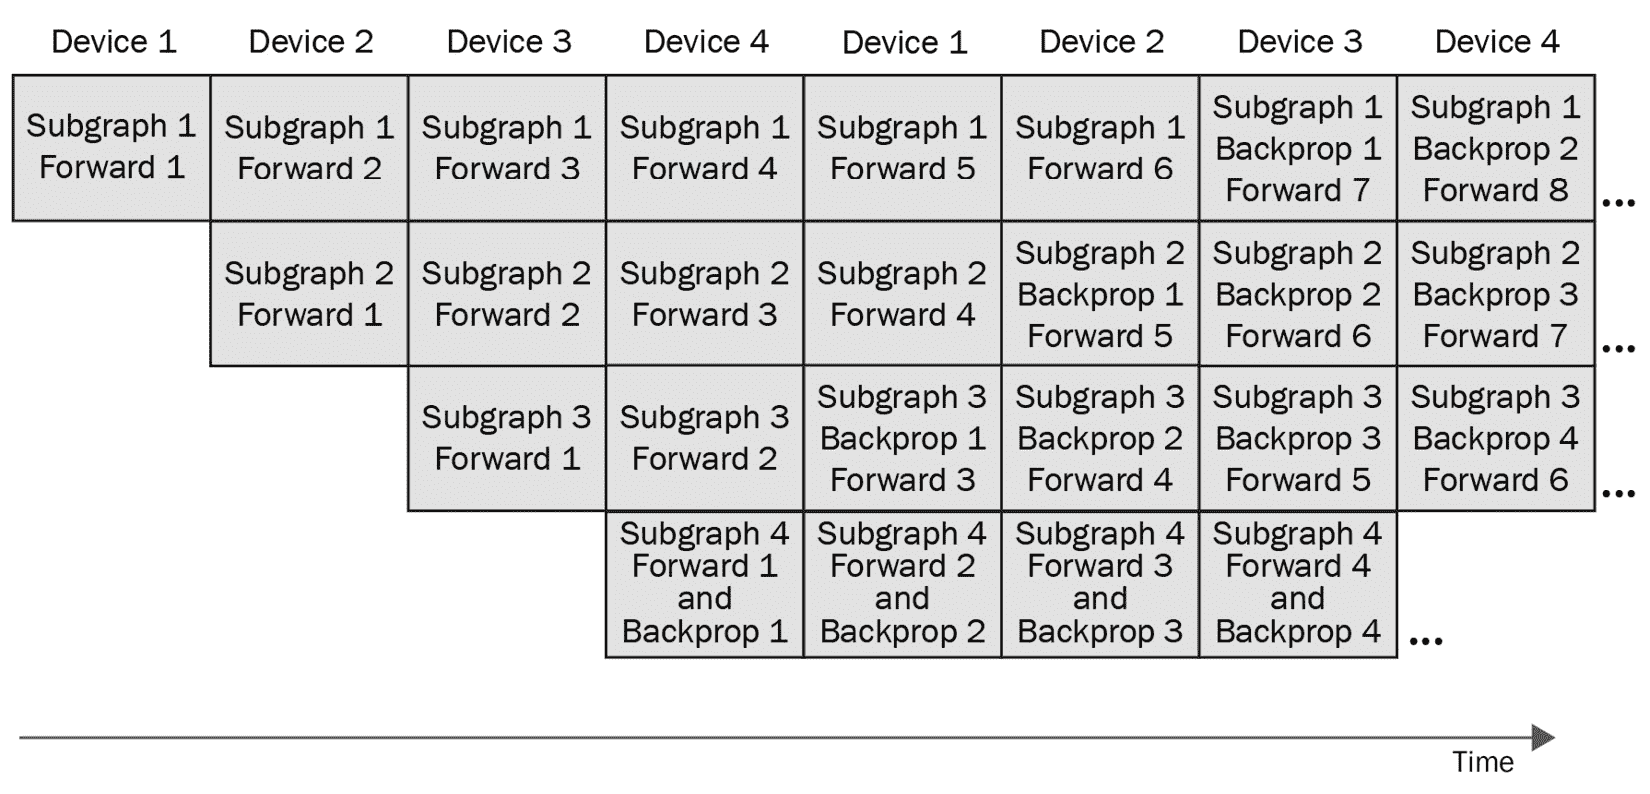 Device 1 Device 2 Device 3 Device 4 Device 1 Device 2 Device 3 Device 4
Subgraph 1
Forward 1
Subgraph 1
Forward 2
Subgraph 1
Forward 3
Subgraph 1
Forward 4
Subgraph 1
Forward 5
Subgraph 1
Forward 6
Subgraph 1
Backprop 1
Forward 7
Subgraph 1
Backprop 2
Forward 8
...
Subgraph 2
Forward 1
Subgraph 2
Forward 2
Subgraph 2
Forward 3
Subgraph 2
Forward 4
Subgraph 2
Backprop 1
Forward 5
Subgraph 2
Backprop 2
Forward 6
Subgraph 2
Backprop 3
Forward 7
...
Subgraph 3
Forward 1
Subgraph 3
Forward 2
Subgraph 3
Backprop 1
Forward 3
Subgraph 3
Backprop 2
Forward 4
Subgraph 3
Backprop 3
Forward 5
Subgraph 3
Backprop 4
Forward 6
...
Subgraph 4
Forward 1
and
Backprop 1
Subgraph 4
Forward 2
and
Backprop 2
Subgraph 4
Forward 3
and
Backprop 3
Subgraph 4
Forward 4
and
Backprop 4
...
Time